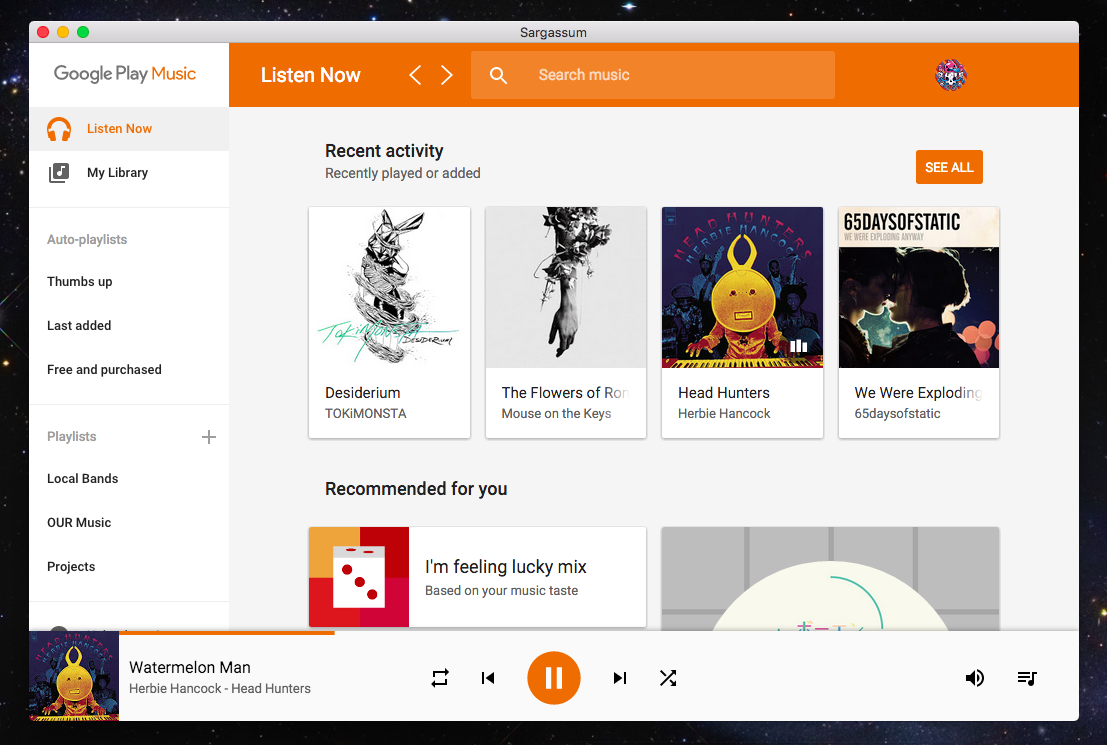 Sargassum
Google Play Music
Listen Now
Search music
Listen Now
My Library
Auto-playlists
Thumbs up
Last added
Free and purchased
Playlists
Local Bands
OUR Music
Projects
Recent activity
Recently played or added
SEE ALL
TOKiMONSTA
DESIDERIUM
HEAD HUNTERS
HERBIE HANCOCK
65DAYSOFSTATIC
WE WERE EXPLODING ANYWAY
Desiderium
TOKiMONSTA
The Flowers of Rom
Mouse on the Keys
Head Hunters
Herbie Hancock
We Were Exploding
65daysofstatic
Recommended for you
I'm feeling lucky mix
Based on your music taste
HEAD HUNTERS
HERBIE HANCOCK
Watermelon Man
Herbie Hancock - Head Hunters